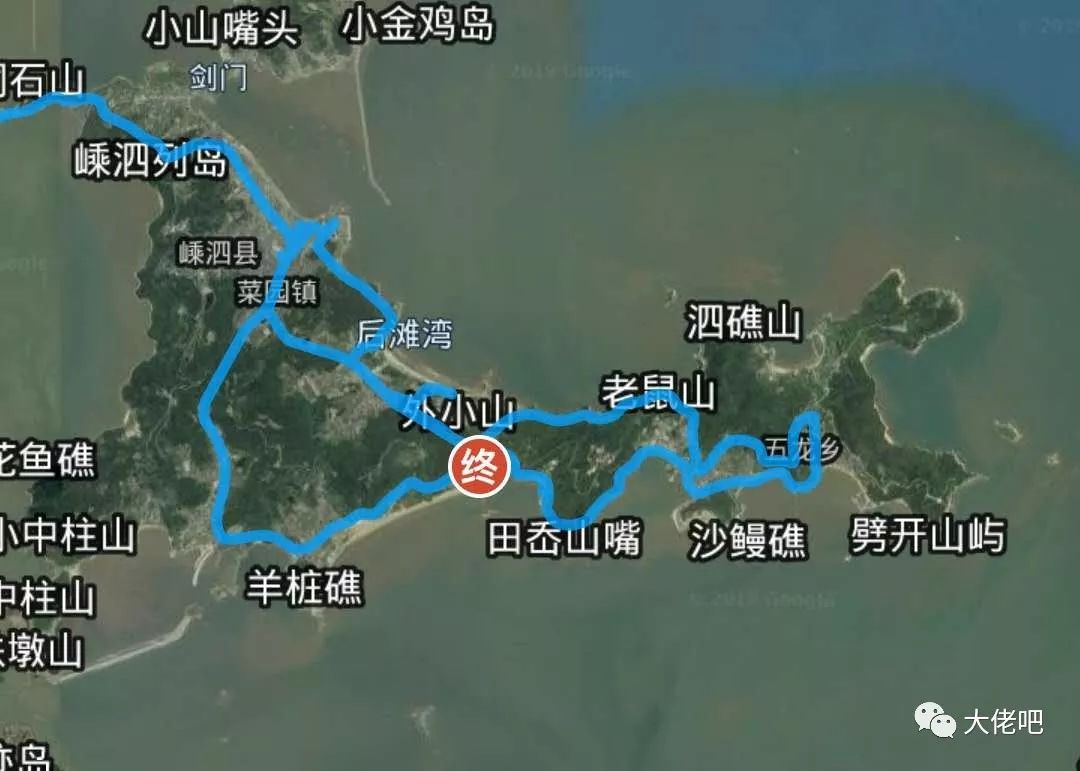 小山嘴头
小金鸡岛
剑门
石山
嵊泗列岛
嵊泗县
菜园镇
后滩湾
泗礁山
老鼠山
外小山
五龙乡
花鱼礁
终
小中柱山
田岙山嘴
沙鳗礁
劈开山屿
中柱山
羊桩礁
墩山
大佬吧
岛
2019 Google